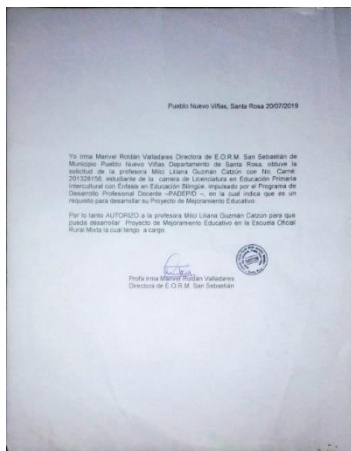 Pueblo Nuevo Viñas, Santa Rosa 20/07/2019
Yo Irma Marivel Roldán Valladares Directora de E.O.R.M. San Sebastián de
Municipio Pueblo Nuevo Viñas Departamento de Santa Rosa, obtuve la
solicitud de la profesora Milci Liliana Guzmán Catzún con No. Carné
201328158, estudiante de la carrera de Licenciatura en Educación Primaria
Intercultural con Énfasis en Educación Bilingüe, impulsado por el Programa de
Desarrollo Profesional Docente –PADEP/D –, en la cual indica que es un
requisito para desarrollar su Proyecto de Mejoramiento Educativo.
Por lo tanto AUTORIZO a la profesora Milci Liliana Guzmán Catzún para que
pueda desarrollar Proyecto de Mejoramiento Educativo en la Escuela Oficial
Rural Mixta la cual tengo a cargo.
Profa Irma Marivel Roldán Valladares
Directora de E.O.R.M. San Sebastián